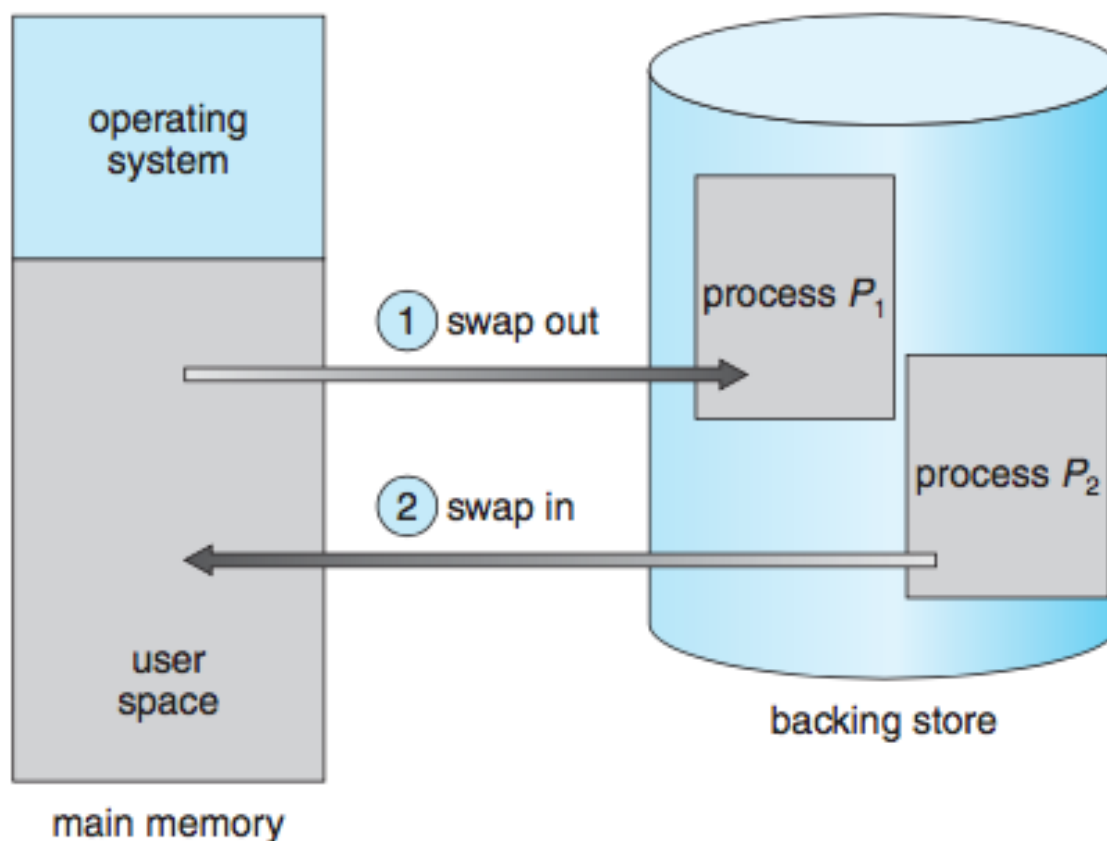 operating
system
process P₁
1 swap out
process P₂
2 swap in
user
space
backing store
main memory